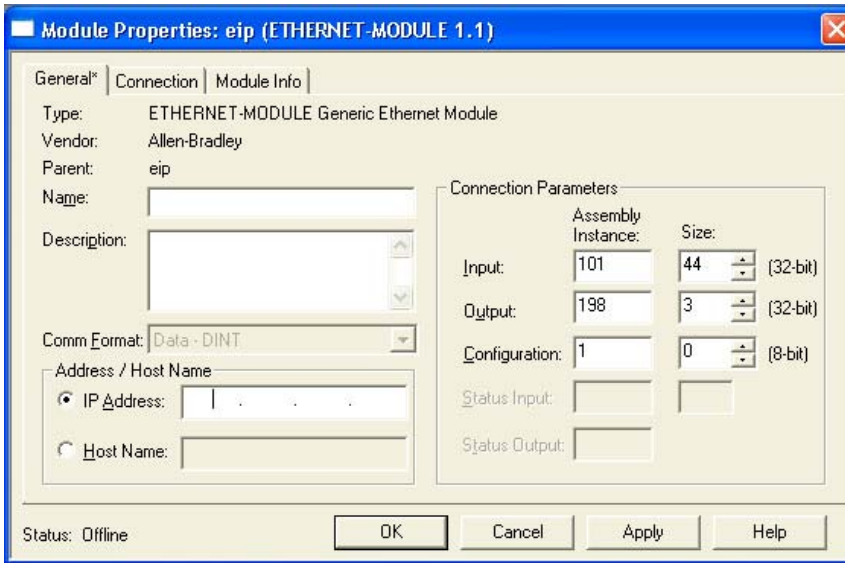 Module Properties: eip (ETHERNET-MODULE 1.1)
General* Connection Module Info
Type: ETHERNET-MODULE Generic Ethernet Module
Vendor: Allen-Bradley
Parent: eip
Name:
Description:
Comm Format: Data - DINT
Address / Host Name
IP Address: . . .
Host Name:
Connection Parameters
Assembly
Instance: Size:
Input: 101 44 (32-bit)
Output: 198 3 (32-bit)
Configuration: 1 0 (8-bit)
Status Input:
Status Output:
Status: Offline
OK Cancel Apply Help